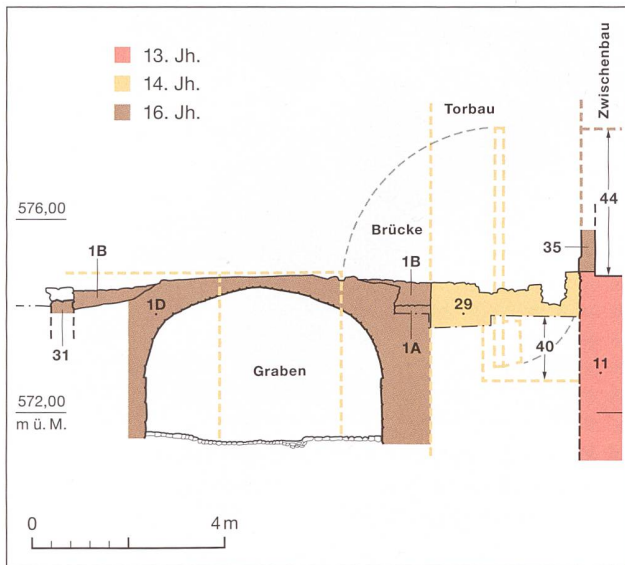 13. Jh.
14. Jh.
16. Jh.
Torbau
Zwischenbau
576,00
44
Brücke
35
1B
1B
1D
29
31
1A
40
Graben
11
572,00
m ü. M.
0 4 m